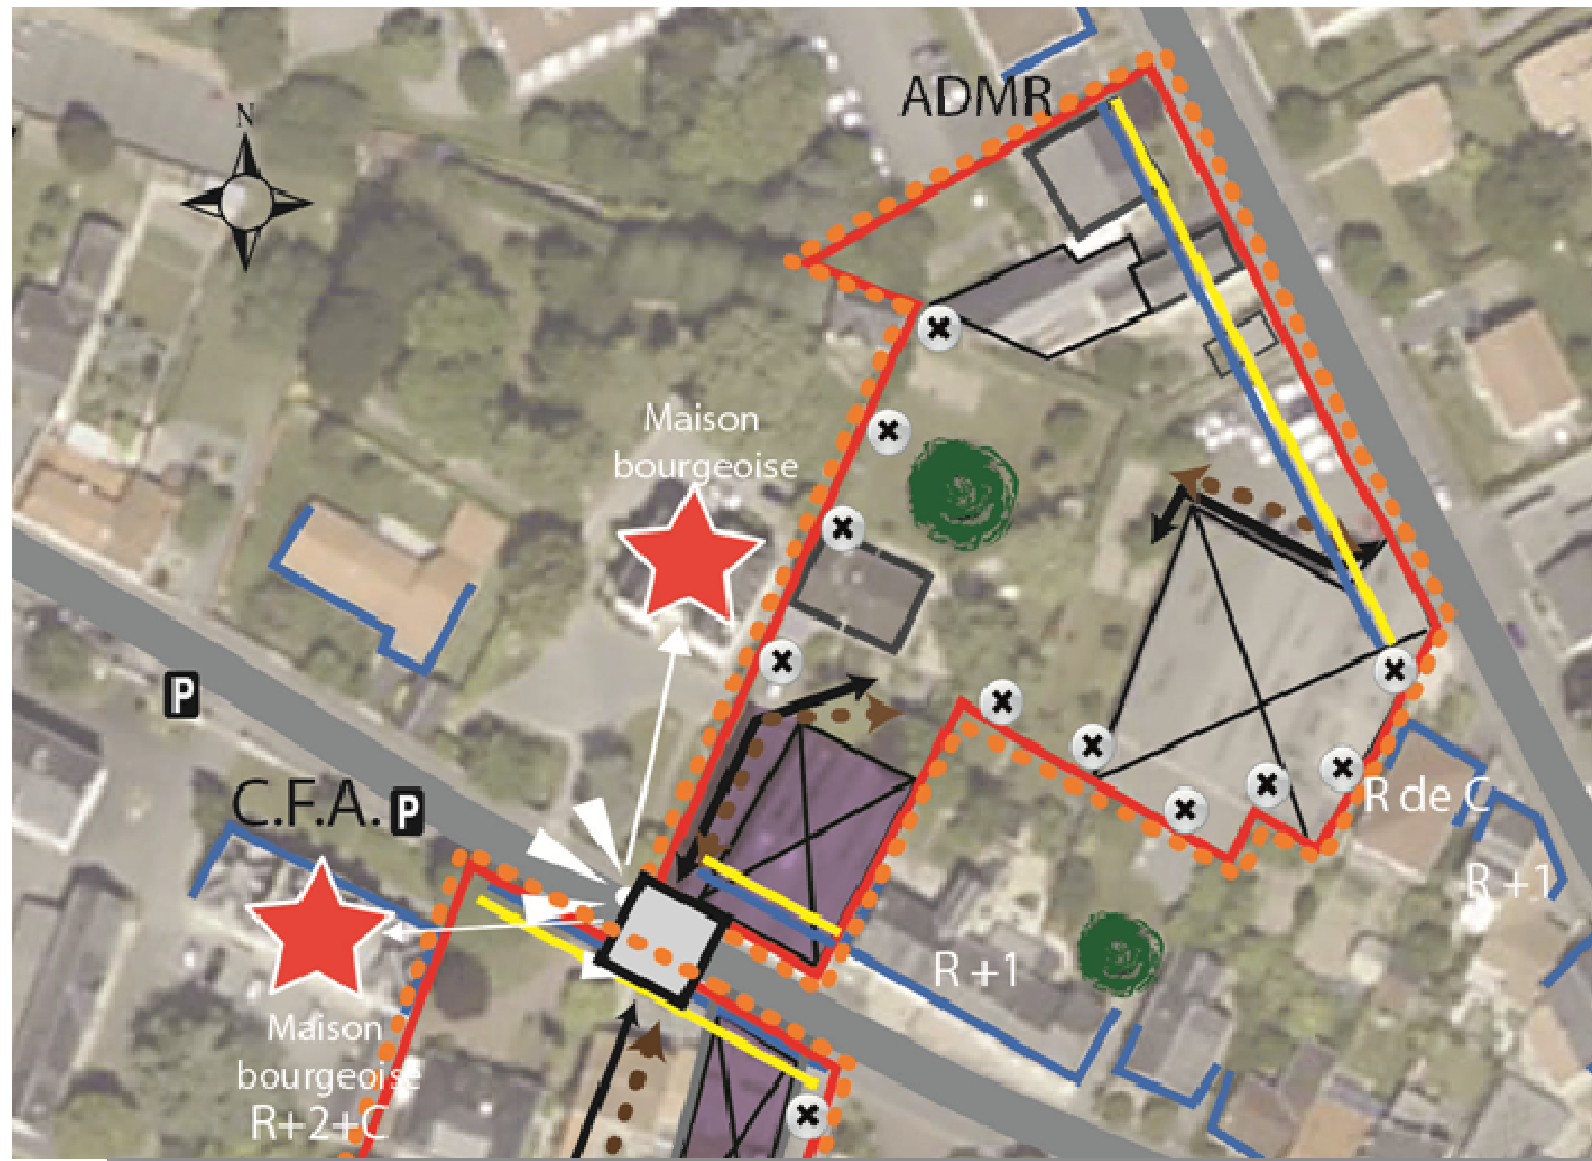 ADMR
N
Maison
bourgeoise
P
C.F.A. P
R de C
R +1
R +1
Maison
bourgeoise
R+2+C